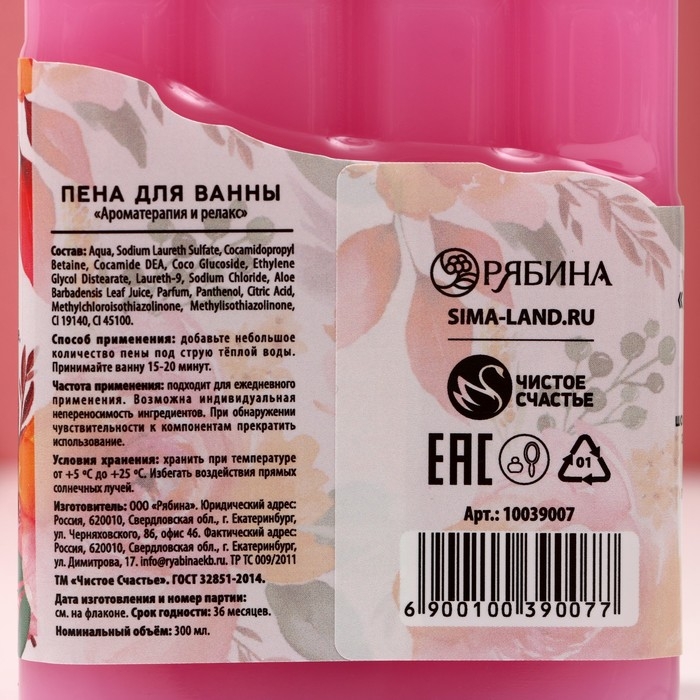 ПЕНА ДЛЯ ВАННЫ
«Ароматерапия и релакс»
Состав: Aqua, Sodium Laureth Sulfate, Cocamidopropyl
Betaine, Cocamide DEA, Coco Glucoside, Ethylene
Glycol Distearate, Laureth-9, Sodium Chloride, Aloe
Barbadensis Leaf Juice, Parfum, Panthenol, Citric Acid,
Methylchloroisothiazolinone, Methylisothiazolinone,
CI 19140, CI 45100.
Способ применения: добавьте небольшое
количество пены под струю тёплой воды.
Принимайте ванну 15-20 минут.
Частота применения: подходит для ежедневного
применения. Возможна индивидуальная
непереносимость ингредиентов. При обнаружении
чувствительности к компонентам прекратить
использование.
Условия хранения: хранить при температуре
от +5 °С до +25 °С. Избегать воздействия прямых
солнечных лучей.
Изготовитель: ООО «Рябина». Юридический адрес:
Россия, 620010, Свердловская обл., г. Екатеринбург,
ул. Черняховского, 86, офис 46. Фактический адрес:
Россия, 620010, Свердловская обл., г. Екатеринбург,
ул. Димитрова, 17. info@ryabinaekb.ru. ТР ТС 009/2011
ТМ «Чистое Счастье». ГОСТ 32851-2014.
Дата изготовления и номер партии:
см. на флаконе. Срок годности: 36 месяцев.
Номинальный объём: 300 мл.
РЯБИНА
SIMA-LAND.RU
ЧИСТОЕ
СЧАСТЬЕ
EAC
01
Арт.: 10039007
6 900100 390077